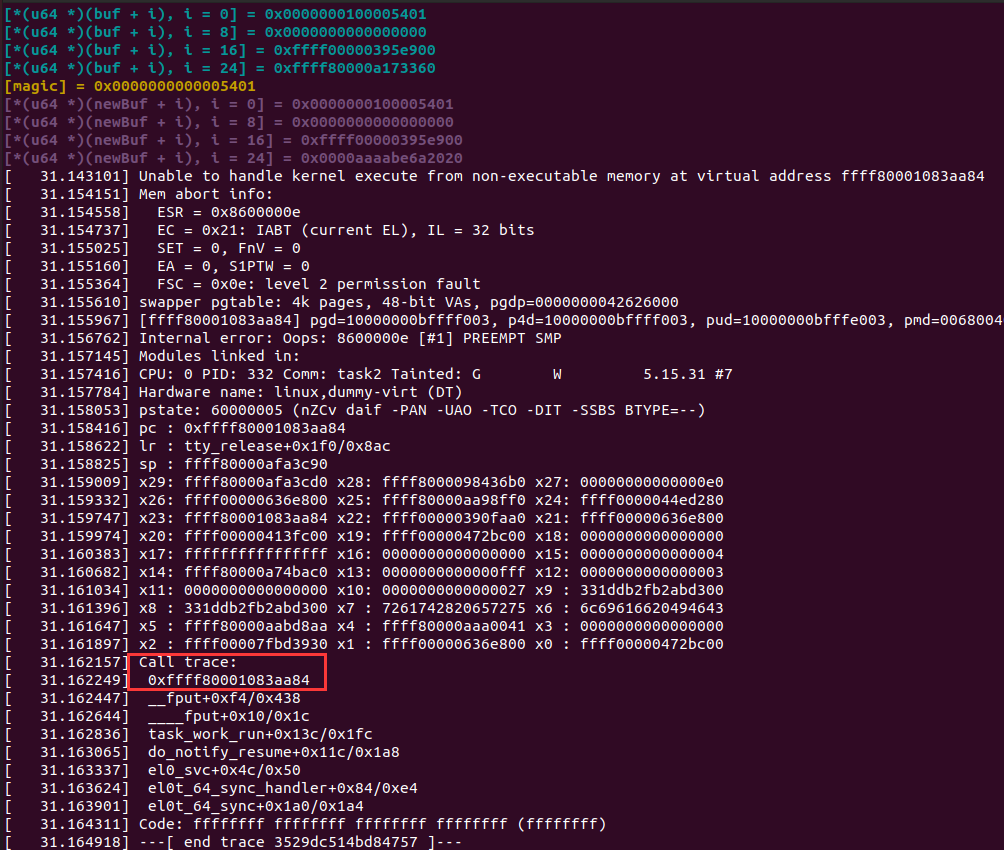 [*(u64 *)(buf + i), i = 0] = 0x0000000100005401
[*(u64 *)(buf + i), i = 8] = 0x0000000000000000
[*(u64 *)(buf + i), i = 16] = 0xffff00000395e900
[*(u64 *)(buf + i), i = 24] = 0xffff80000a173360
[magic] = 0x0000000000005401
[*(u64 *)(newBuf + i), i = 0] = 0x0000000100005401
[*(u64 *)(newBuf + i), i = 8] = 0x0000000000000000
[*(u64 *)(newBuf + i), i = 16] = 0xffff00000395e900
[*(u64 *)(newBuf + i), i = 24] = 0x0000aaaabe6a2020
[   31.143101] Unable to handle kernel execute from non-executable memory at virtual address ffff80001083aa84
[   31.154151] Mem abort info:
[   31.154558]   ESR = 0x8600000e
[   31.154737]   EC = 0x21: IABT (current EL), IL = 32 bits
[   31.155025]   SET = 0, FnV = 0
[   31.155160]   EA = 0, S1PTW = 0
[   31.155364]   FSC = 0x0e: level 2 permission fault
[   31.155610] swapper pgtable: 4k pages, 48-bit VAs, pgdp=0000000042626000
[   31.155967] [ffff80001083aa84] pgd=10000000bffff003, p4d=10000000bffff003, pud=10000000bfffe003, pmd=0068004
[   31.156762] Internal error: Oops: 8600000e [#1] PREEMPT SMP
[   31.157145] Modules linked in:
[   31.157416] CPU: 0 PID: 332 Comm: task2 Tainted: G        W         5.15.31 #7
[   31.157784] Hardware name: linux,dummy-virt (DT)
[   31.158053] pstate: 60000005 (nZCv daif -PAN -UAO -TCO -DIT -SSBS BTYPE=--)
[   31.158416] pc : 0xffff80001083aa84
[   31.158622] lr : tty_release+0x1f0/0x8ac
[   31.158825] sp : ffff80000afa3c90
[   31.159009] x29: ffff80000afa3cd0 x28: ffff8000098436b0 x27: 00000000000000e0
[   31.159332] x26: ffff00000636e800 x25: ffff80000aa98ff0 x24: ffff0000044ed280
[   31.159747] x23: ffff80001083aa84 x22: ffff00000390faa0 x21: ffff00000636e800
[   31.159974] x20: ffff00000413fc00 x19: ffff00000472bc00 x18: 0000000000000000
[   31.160383] x17: ffffffffffffffff x16: 0000000000000000 x15: 0000000000000004
[   31.160682] x14: ffff80000a74bac0 x13: 0000000000000fff x12: 0000000000000003
[   31.161034] x11: 0000000000000000 x10: 0000000000000027 x9 : 331ddb2fb2abd300
[   31.161396] x8 : 331ddb2fb2abd300 x7 : 7261742820657275 x6 : 6c69616620494643
[   31.161647] x5 : ffff80000aabd8aa x4 : ffff80000aaa0041 x3 : 0000000000000000
[   31.161897] x2 : ffff00007fbd3930 x1 : ffff00000636e800 x0 : ffff00000472bc00
[   31.162157] Call trace:
[   31.162249]  0xffff80001083aa84
[   31.162447]  __fput+0xf4/0x438
[   31.162644]  ____fput+0x10/0x1c
[   31.162836]  task_work_run+0x13c/0x1fc
[   31.163065]  do_notify_resume+0x11c/0x1a8
[   31.163337]  el0_svc+0x4c/0x50
[   31.163624]  el0t_64_sync_handler+0x84/0xe4
[   31.163901]  el0t_64_sync+0x1a0/0x1a4
[   31.164311] Code: ffffffff ffffffff ffffffff ffffffff (ffffffff)
[   31.164918] ---[ end trace 3529dc514bd84757 ]---